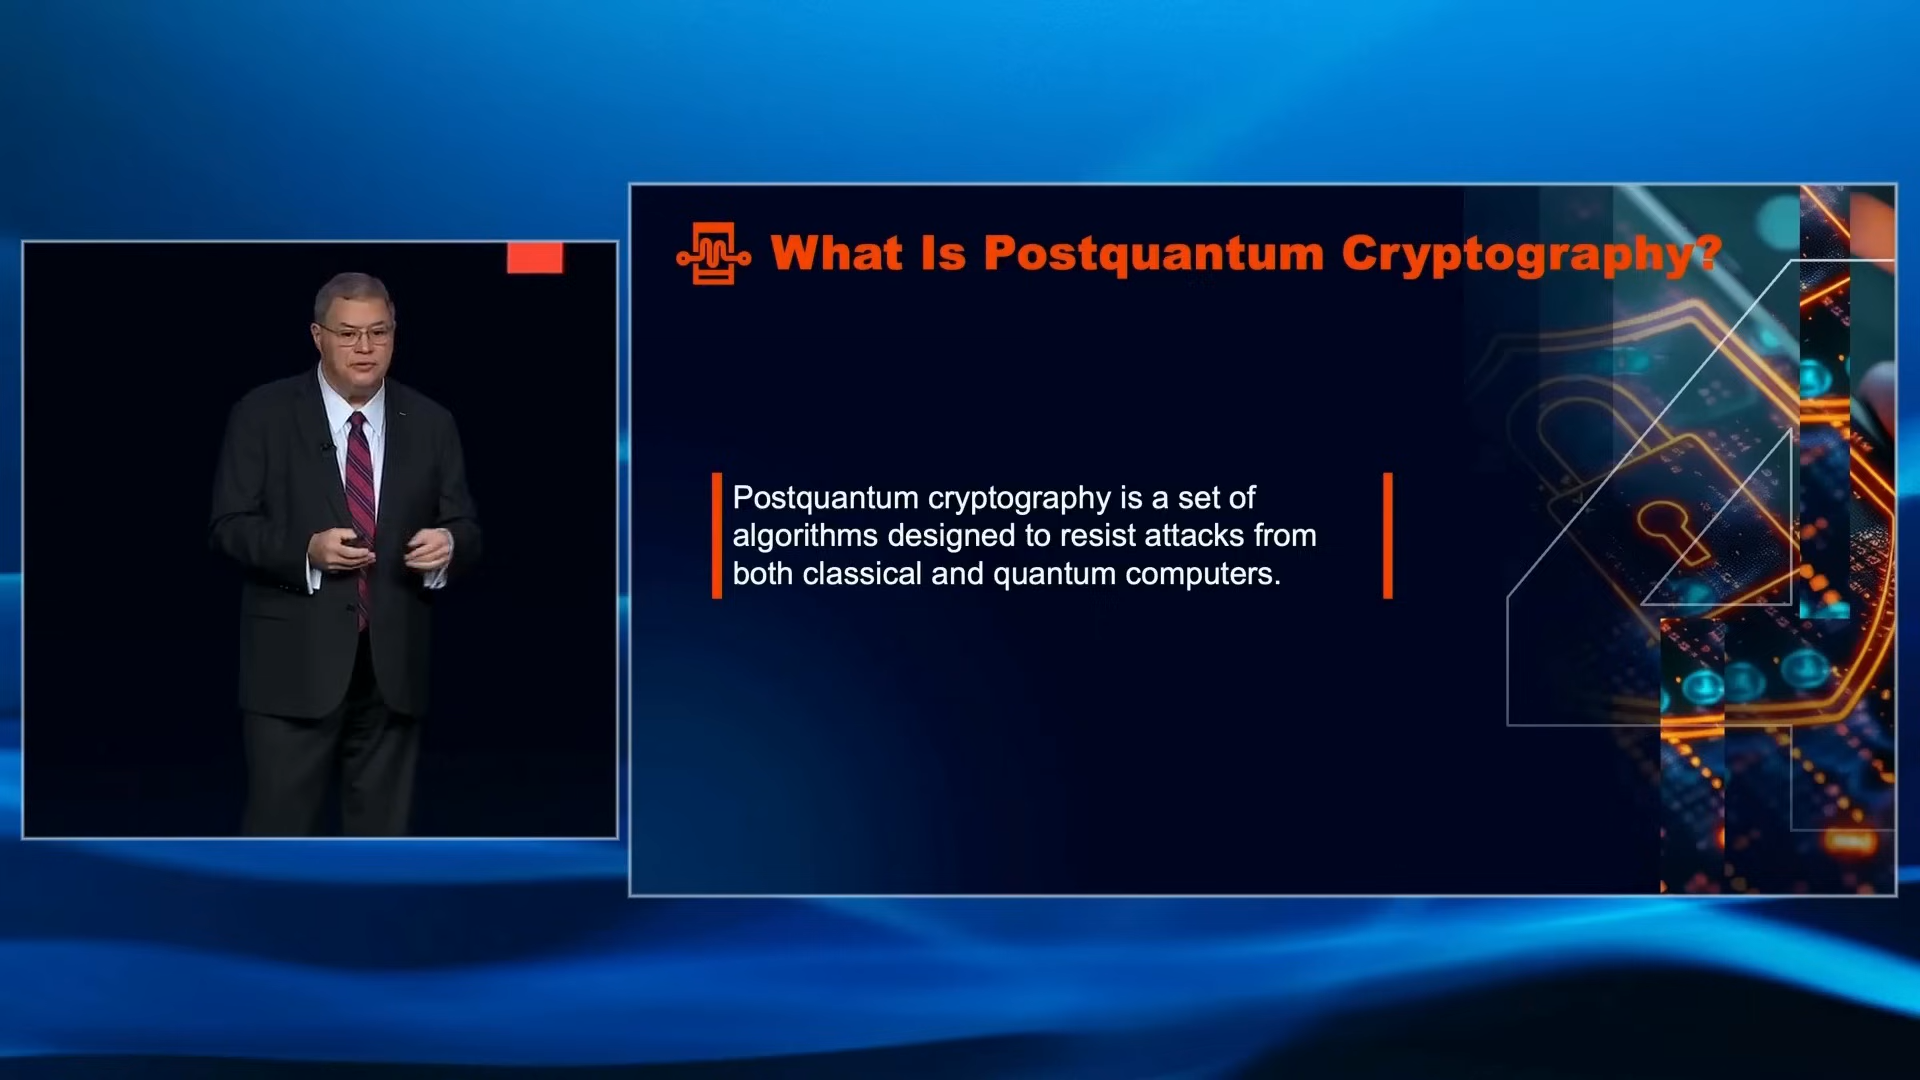 What Is Postquantum Cryptography?
Postquantum cryptography is a set of
algorithms designed to resist attacks from
both classical and quantum computers.